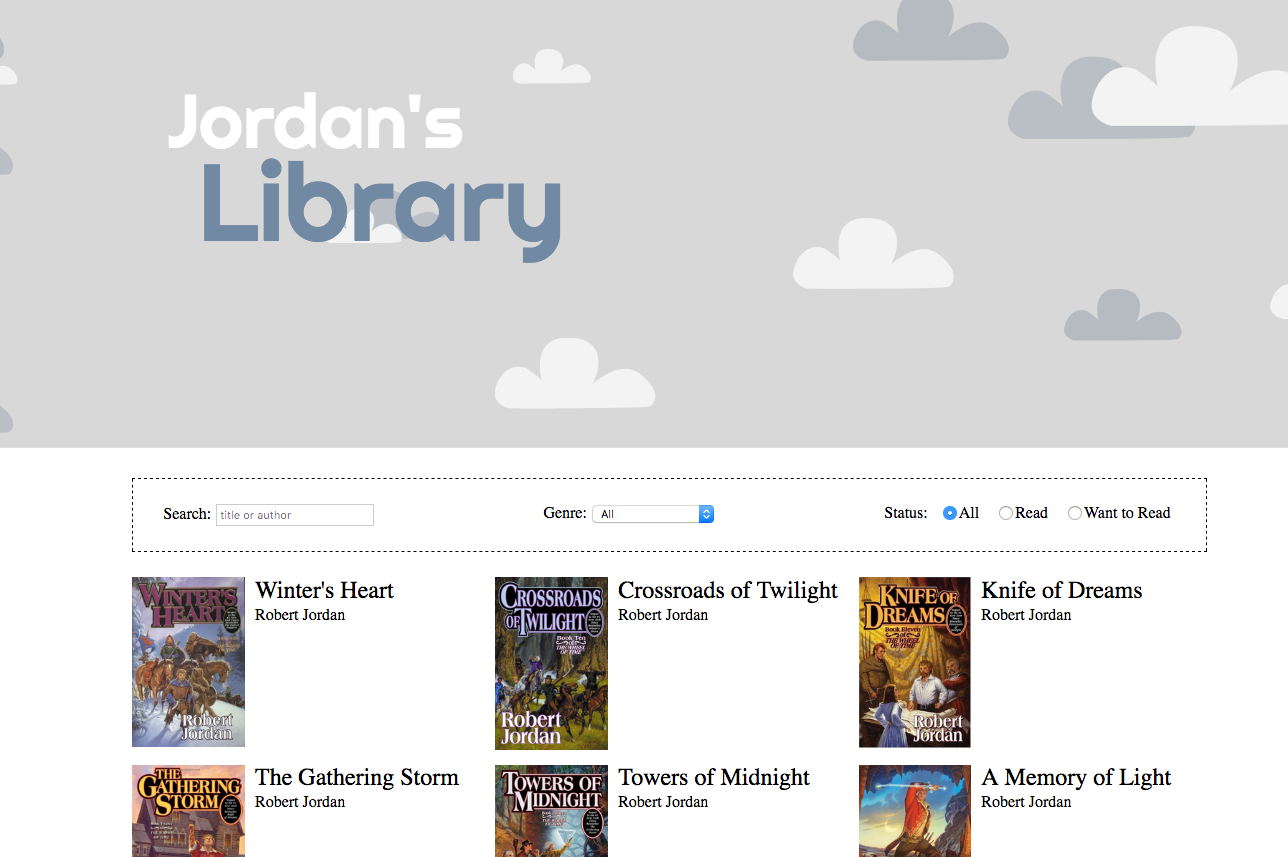 Jordan's
Library
Search: title or author Genre: All Status: All Read Want to Read
WINTER'S HEART
Robert Jordan
Winter's Heart
Robert Jordan
CROSSROADS OF TWILIGHT
Book Ten of THE WHEEL OF TIME
Robert Jordan
Crossroads of Twilight
Robert Jordan
KNIFE OF DREAMS
Book Eleven of THE WHEEL OF TIME
Robert Jordan
Knife of Dreams
Robert Jordan
THE GATHERING STORM
The Gathering Storm
Robert Jordan
TOWERS OF MIDNIGHT
Towers of Midnight
Robert Jordan
A Memory of Light
Robert Jordan